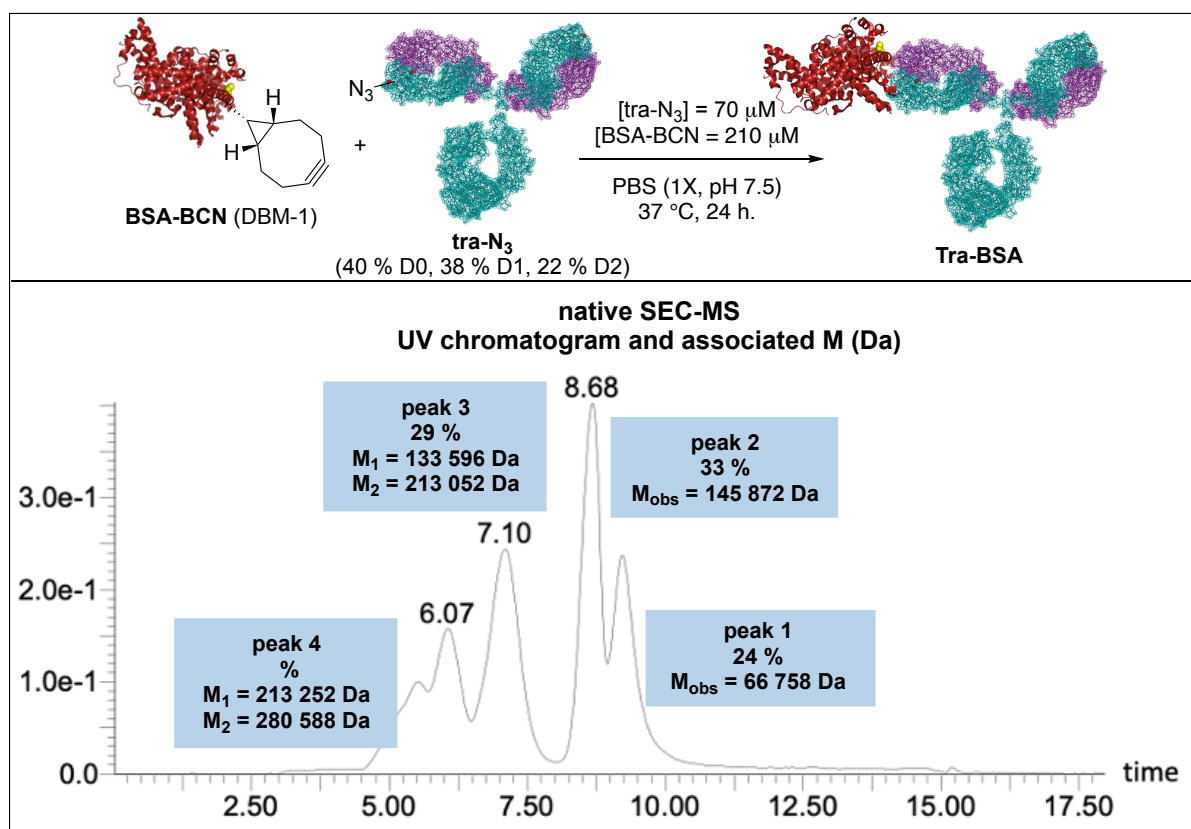 H
H
BSA-BCN (DBM-1)
+
N3
tra-N3
(40 % D0, 38 % D1, 22 % D2)
[tra-N3] = 70 μM
[BSA-BCN = 210 μM
PBS (1X, pH 7.5)
37 °C, 24 h.
Tra-BSA
native SEC-MS
UV chromatogram and associated M (Da)
peak 3
29 %
M1 = 133 596 Da
M2 = 213 052 Da
8.68
peak 2
33 %
Mobs = 145 872 Da
7.10
6.07
peak 4
%
M1 = 213 252 Da
M2 = 280 588 Da
peak 1
24 %
Mobs = 66 758 Da
3.0e-1
2.0e-1
1.0e-1
0.0
time
2.50 5.00 7.50 10.00 12.50 15.00 17.50